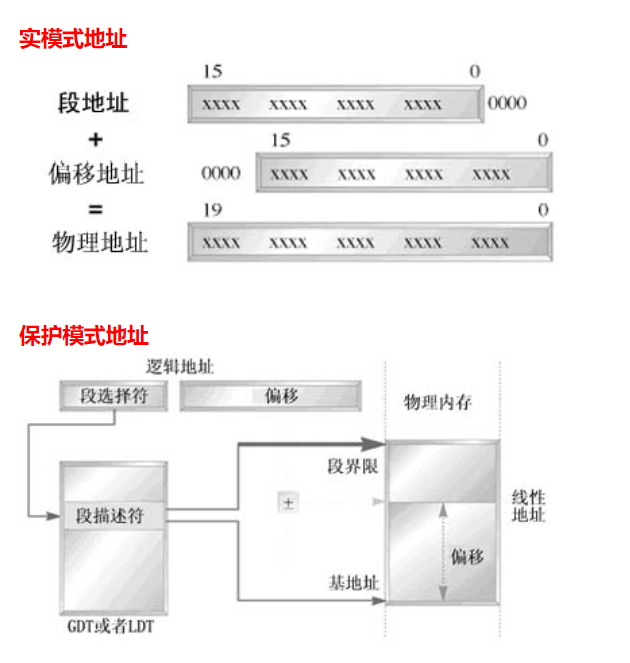 实模式地址
15 0
段地址 xxxx xxxx xxxx xxxx 0000
+
15 0
偏移地址 0000 xxxx xxxx xxxx xxxx
=
19 0
物理地址 xxxx xxxx xxxx xxxx xxxx
保护模式地址
逻辑地址
段选择符 偏移
物理内存
段界限
+
线性
地址
段描述符
偏移
基地址
GDT或者LDT